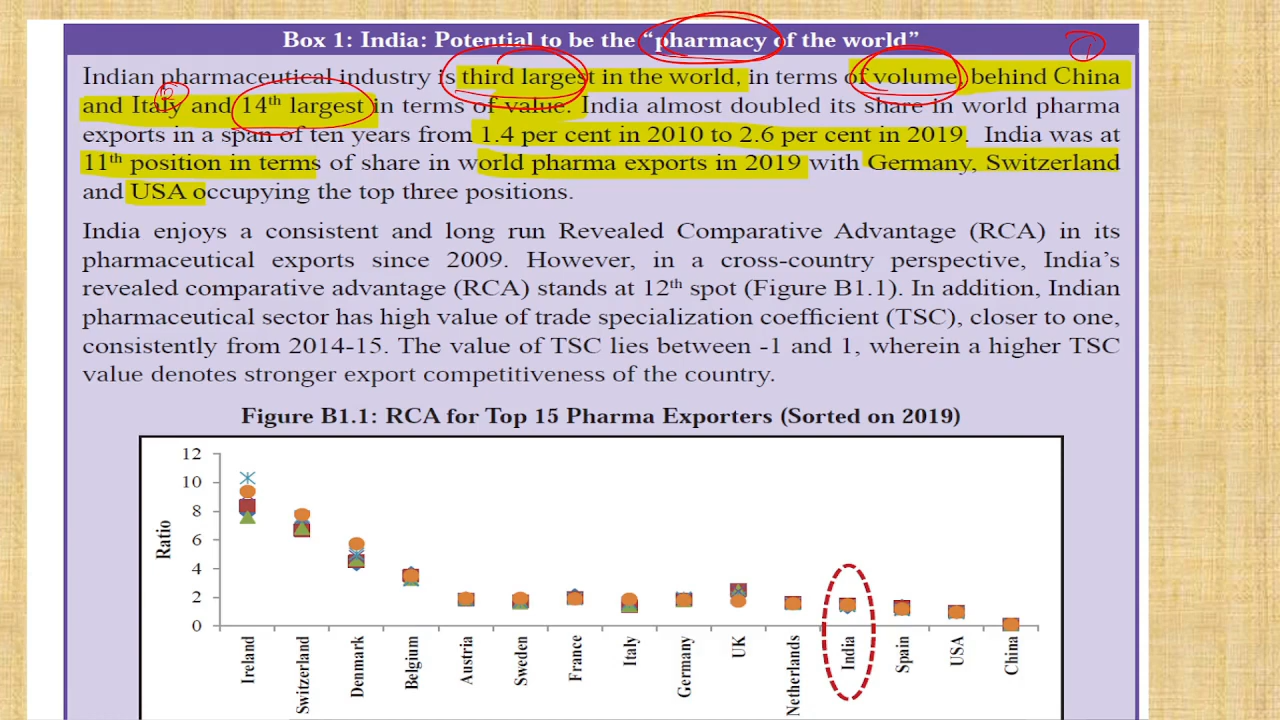 Box 1: India: Potential to be the “pharmacy of the world”
Indian pharmaceutical industry is third largest in the world, in terms of volume, behind China
and Italy and 14th largest in terms of value. India almost doubled its share in world pharma
exports in a span of ten years from 1.4 per cent in 2010 to 2.6 per cent in 2019. India was at
11th position in terms of share in world pharma exports in 2019 with Germany, Switzerland
and USA occupying the top three positions.
India enjoys a consistent and long run Revealed Comparative Advantage (RCA) in its
pharmaceutical exports since 2009. However, in a cross-country perspective, India’s
revealed comparative advantage (RCA) stands at 12th spot (Figure B1.1). In addition, Indian
pharmaceutical sector has high value of trade specialization coefficient (TSC), closer to one,
consistently from 2014-15. The value of TSC lies between -1 and 1, wherein a higher TSC
value denotes stronger export competitiveness of the country.
Figure B1.1: RCA for Top 15 Pharma Exporters (Sorted on 2019)
12
10
8
6
4
2
0
Ratio
Ireland
Switzerland
Denmark
Belgium
Austria
Sweden
France
Italy
Germany
UK
Netherlands
India
Spain
USA
China